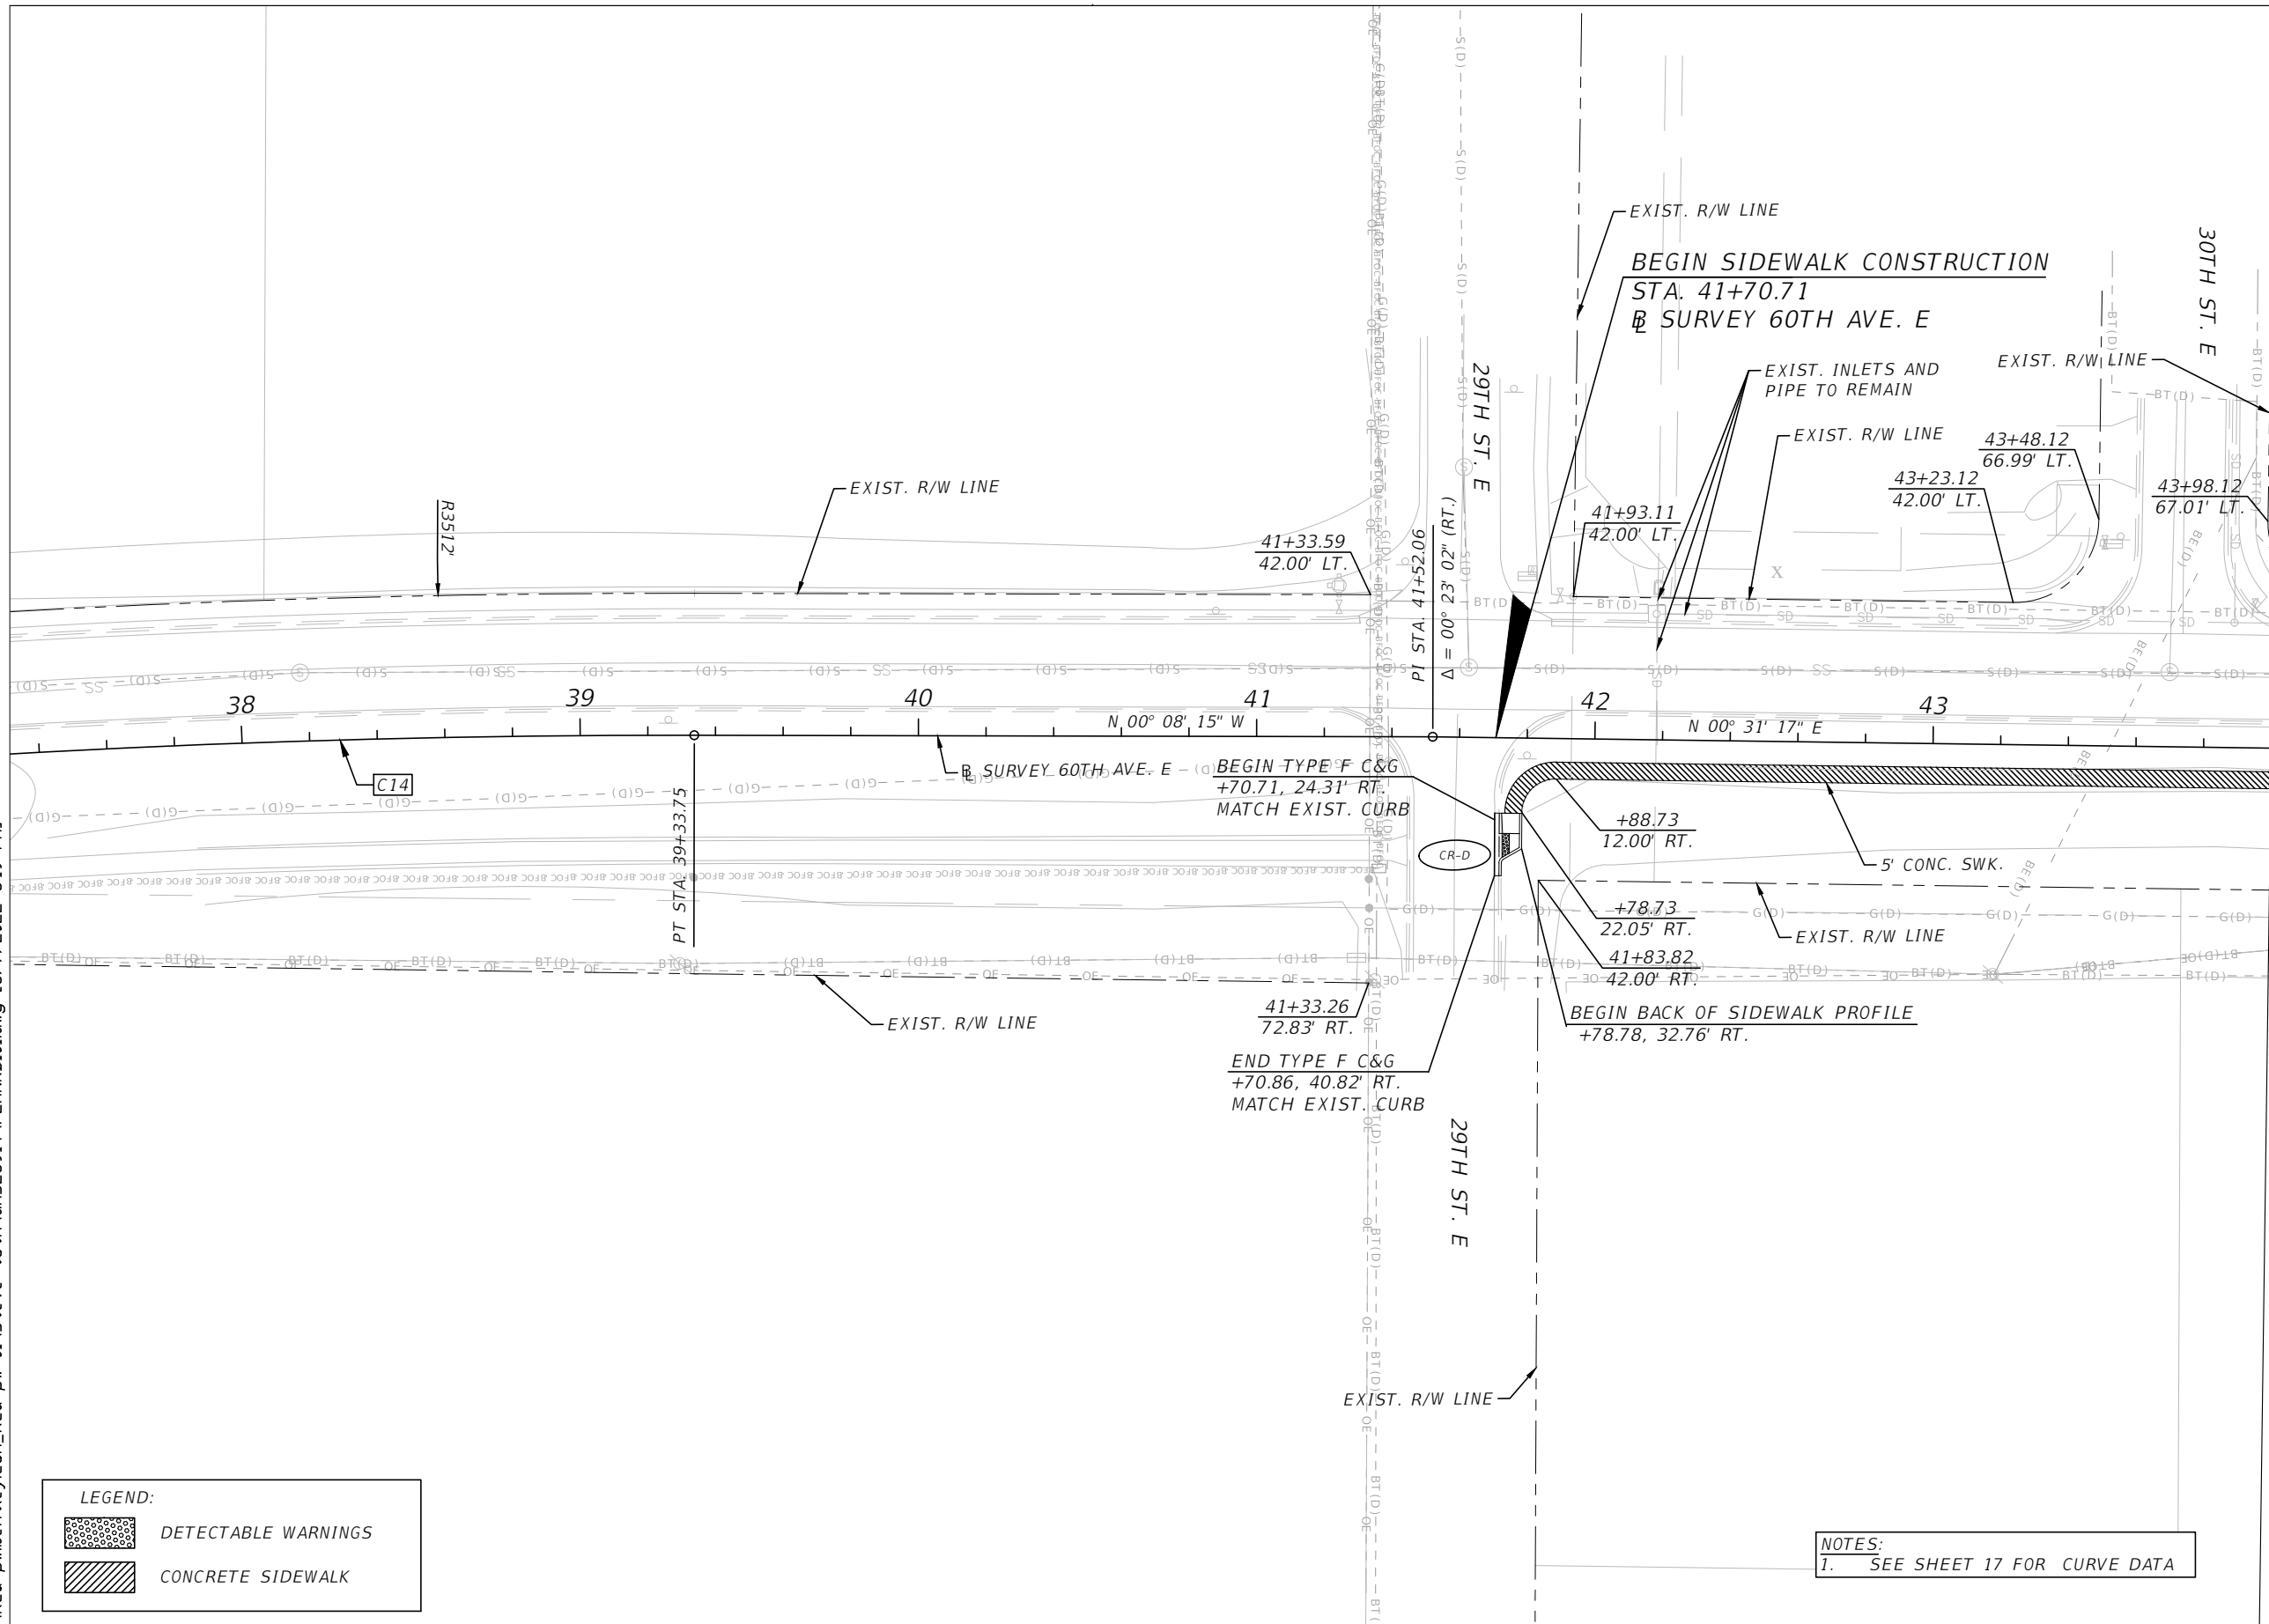 EXIST. R/W LINE
BEGIN SIDEWALK CONSTRUCTION
STA. 41+70.71
℄ SURVEY 60TH AVE. E
30TH ST. E
29TH ST. E
EXIST. INLETS AND
PIPE TO REMAIN
EXIST. R/W LINE
EXIST. R/W LINE
43+48.12
66.99' LT.
43+23.12
42.00' LT.
43+98.12
67.01' LT.
41+93.11
42.00' LT.
EXIST. R/W LINE
R3512'
41+33.59
42.00' LT.
PI STA. 41+52.06
Δ = 00° 23' 02" (RT.)
38
39
40
41
42
43
N 00° 08' 15" W
N 00° 31' 17" E
C14
SURVEY 60TH AVE. E
PT STA. 39+33.75
BEGIN TYPE F C&G
+70.71, 24.31' RT.
MATCH EXIST. CURB
CR-D
+88.73
12.00' RT.
5' CONC. SWK.
+78.73
22.05' RT.
EXIST. R/W LINE
41+83.82
42.00' RT.
BEGIN BACK OF SIDEWALK PROFILE
+78.78, 32.76' RT.
EXIST. R/W LINE
41+33.26
72.83' RT.
END TYPE F C&G
+70.86, 40.82' RT.
MATCH EXIST. CURB
29TH ST. E
EXIST. R/W LINE
LEGEND:
DETECTABLE WARNINGS
CONCRETE SIDEWALK
NOTES:
1. SEE SHEET 17 FOR CURVE DATA